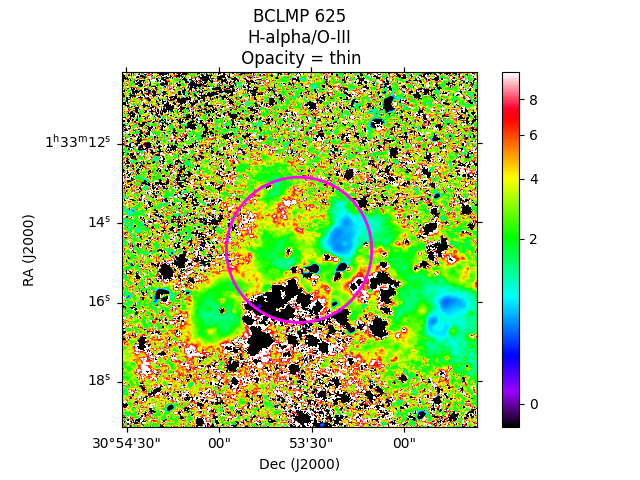 BCLMP 625
H-alpha/O-III
Opacity = thin
1ʰ33ᵐ12ˢ
14ˢ
16ˢ
18ˢ
RA (J2000)
30°54'30"
00"
53'30"
00"
Dec (J2000)
8
6
4
2
0